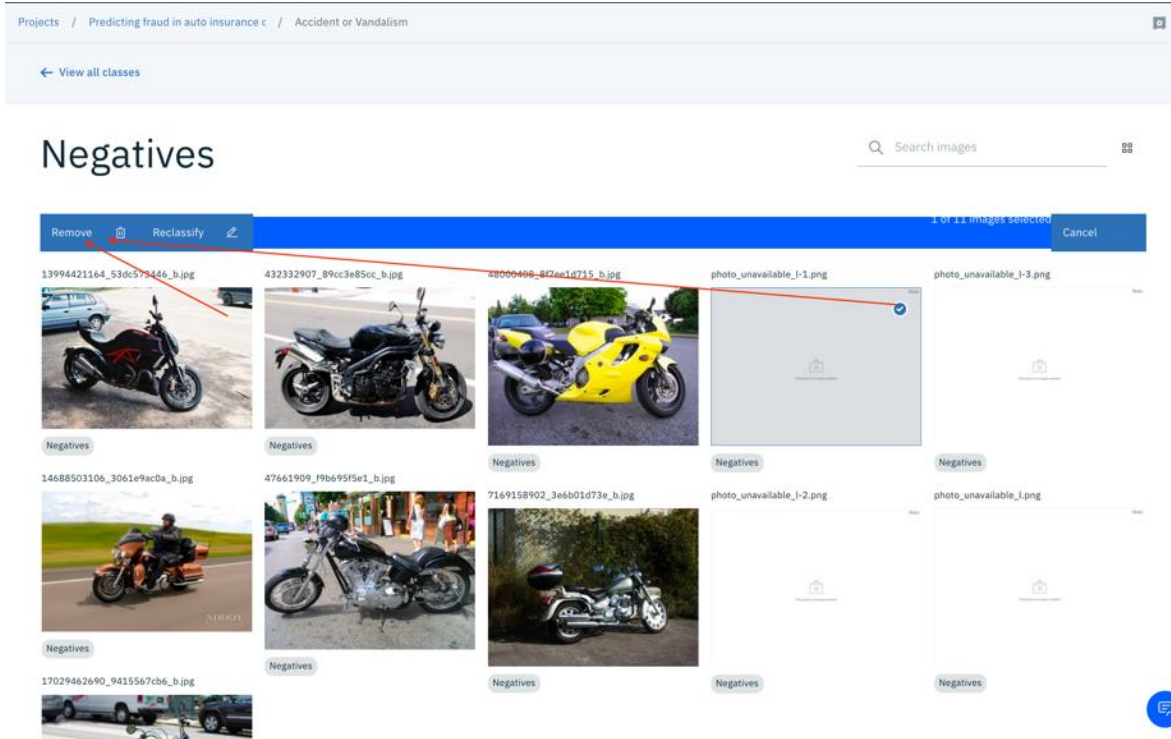 Projects / Predicting fraud in auto insurance c / Accident or Vandalism
← View all classes
Negatives
Search images
Remove Reclassify 1 of 11 images selected Cancel
13994421164_53dc573446_b.jpg 432332907_89cc3e85cc_b.jpg 48000408_8f7ee1d715_b.jpg photo_unavailable_l-1.png photo_unavailable_l-3.png
Negatives Negatives Negatives Negatives Negatives
14688503106_3061e9ac0a_b.jpg 47661909_f9b695f5e1_b.jpg 7169158902_3e6b01d73e_b.jpg photo_unavailable_l-2.png photo_unavailable_l.png
Negatives Negatives Negatives Negatives Negatives
17029462690_9415567cb6_b.jpg